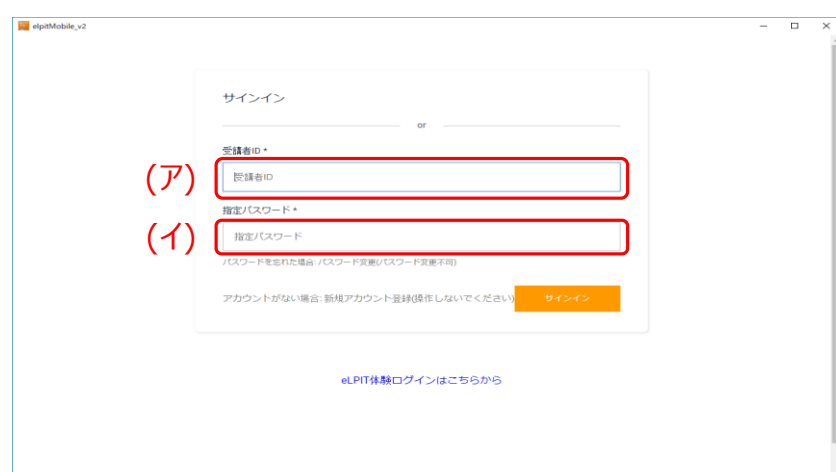 elpitMobile_v2
サインイン
or
受講者ID *
(ア)
受講者ID
指定パスワード *
(イ)
指定パスワード
パスワードを忘れた場合: パスワード変更(パスワード変更不可)
アカウントがない場合: 新規アカウント登録(操作しないでください)
サインイン
eLPIT体験ログインはこちらから